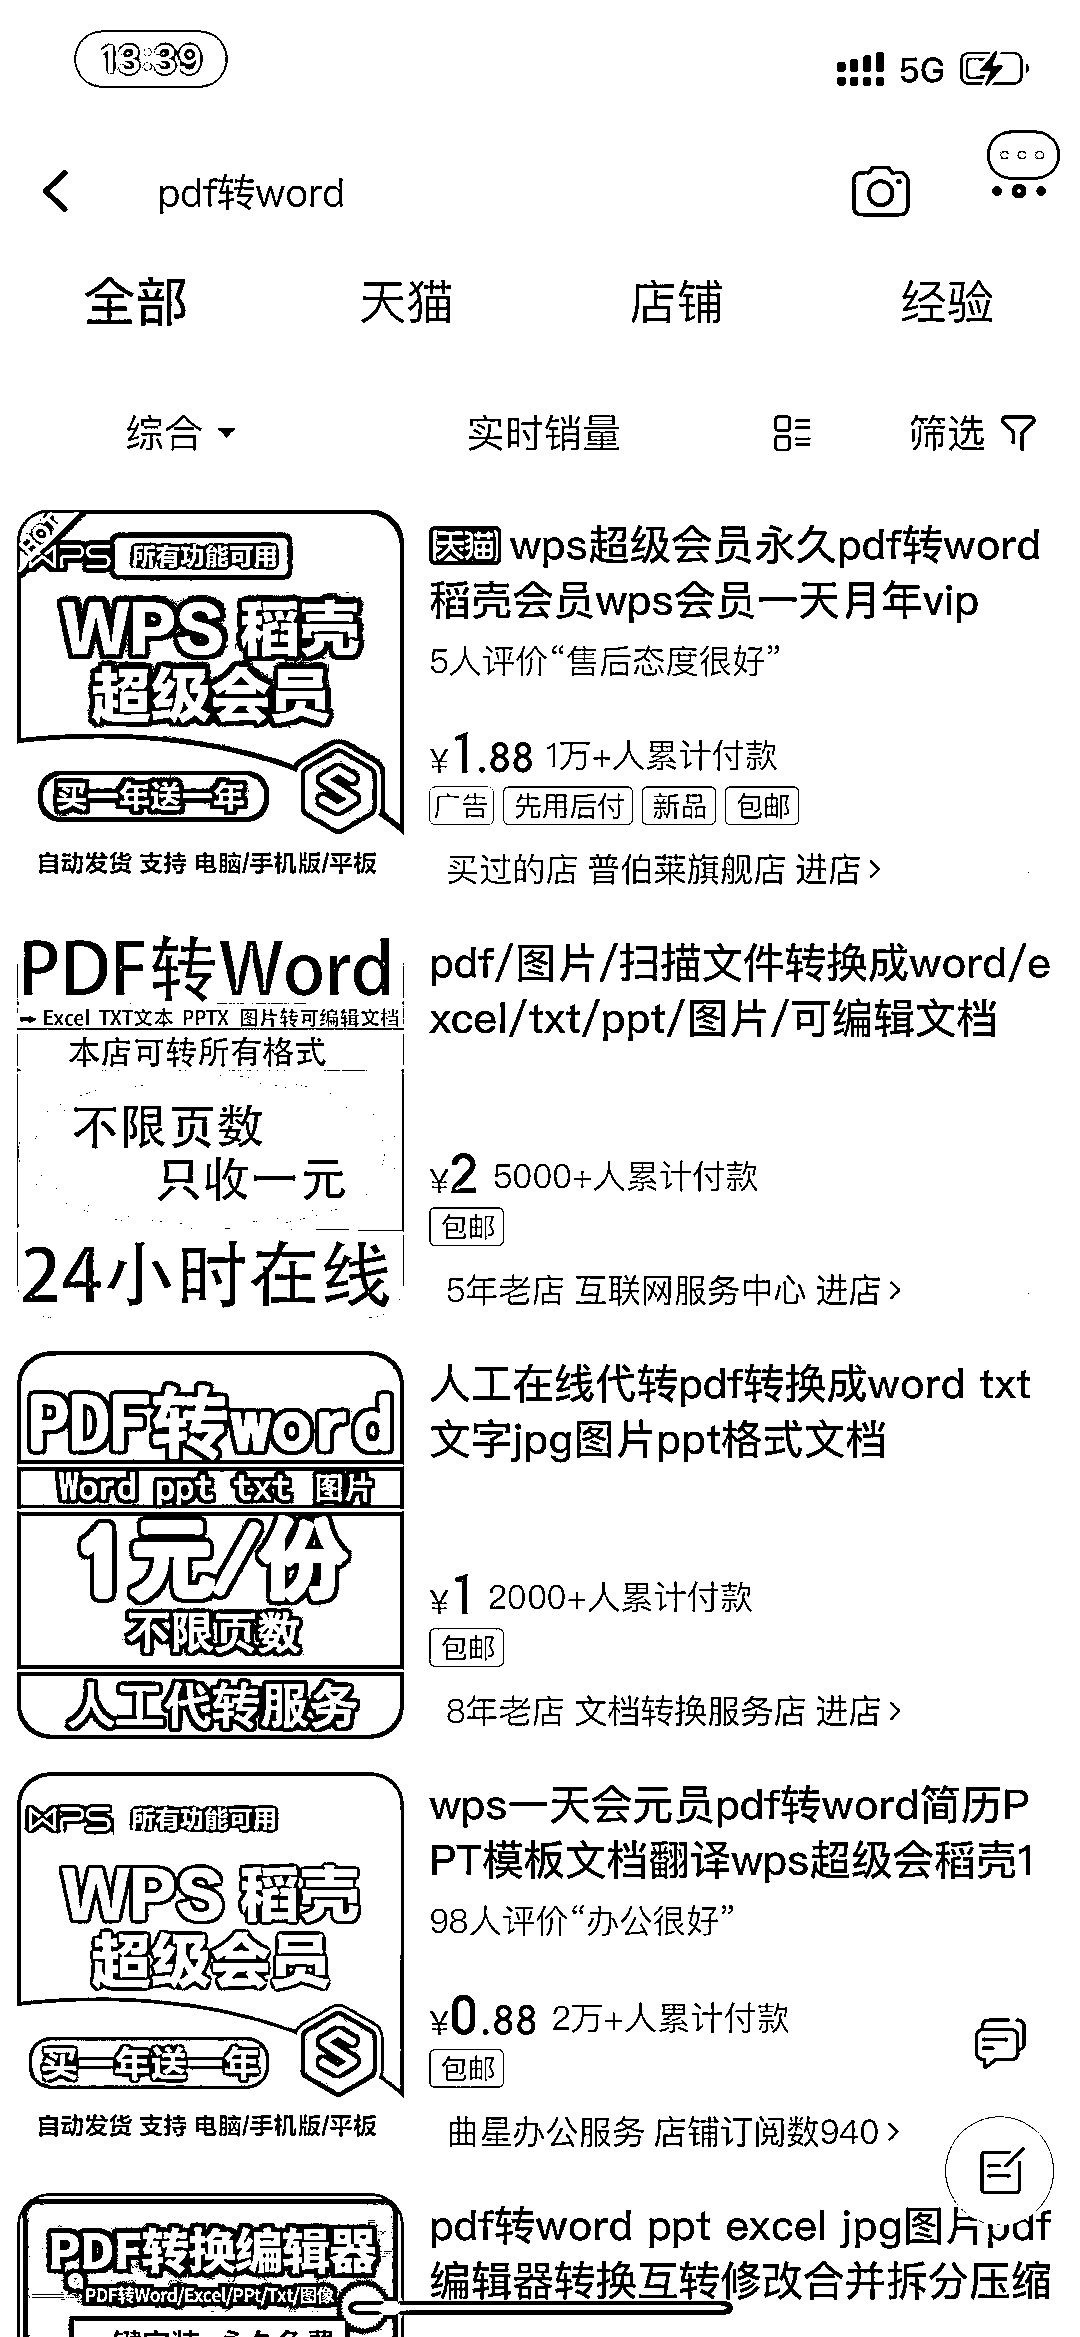 13:39
5G
pdf转word
全部 天猫 店铺 经验
综合 实时销量 筛选
HOT
WPS 所有功能可用
WPS 稻壳
超级会员
买一年送一年
自动发货 支持 电脑/手机版/平板
天猫 wps超级会员永久pdf转word
稻壳会员wps会员一天月年vip
5人评价“售后态度很好”
¥1.88 1万+人累计付款
广告 先用后付 新品 包邮
买过的店 普伯莱旗舰店 进店>
PDF转Word
➡ Excel TXT文本 PPTX 图片转可编辑文档
本店可转所有格式
不限页数
只收一元
24小时在线
pdf/图片/扫描文件转换成word/e
xcel/txt/ppt/图片/可编辑文档
¥2 5000+人累计付款
包邮
5年老店 互联网服务中心 进店>
PDF转word
Word ppt txt 图片
1元/份
不限页数
人工代转服务
人工在线代转pdf转换成word txt
文字jpg图片ppt格式文档
¥1 2000+人累计付款
包邮
8年老店 文档转换服务店 进店>
WPS 所有功能可用
WPS 稻壳
超级会员
买一年送一年
自动发货 支持 电脑/手机版/平板
wps一天会元员pdf转word简历P
PT模板文档翻译wps超级会稻壳1
98人评价“办公很好”
¥0.88 2万+人累计付款
包邮
曲星办公服务 店铺订阅数940>
PDF转换编辑器
PDF转Word/Excel/PPt/Txt/图像
pdf转word ppt excel jpg图片pdf
编辑器转换互转修改合并拆分压缩